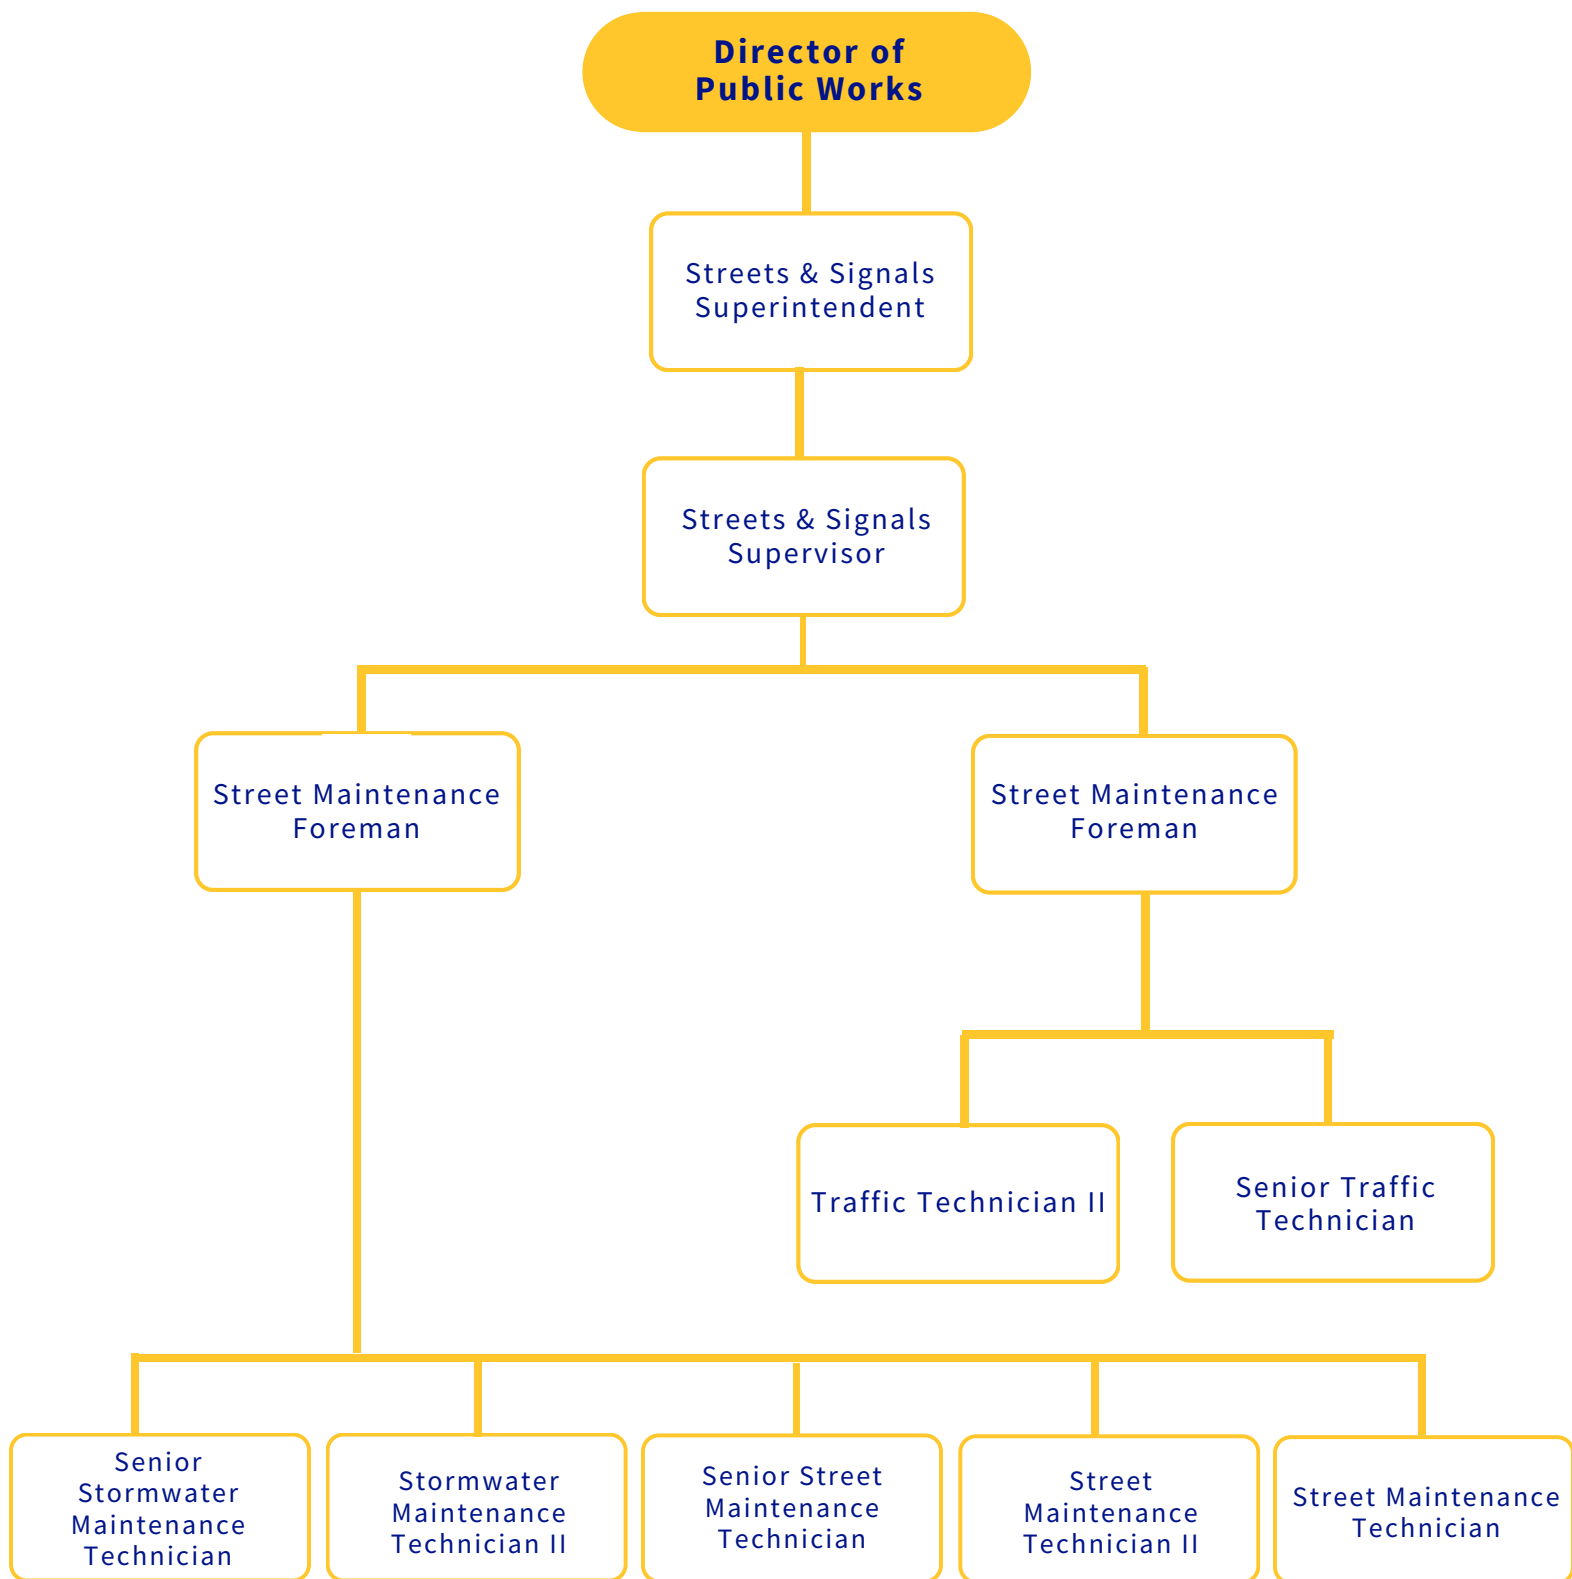 Director of
Public Works
Streets & Signals
Superintendent
Streets & Signals
Supervisor
Street Maintenance
Foreman
Street Maintenance
Foreman
Traffic Technician II
Senior Traffic
Technician
Senior
Stormwater
Maintenance
Technician
Stormwater
Maintenance
Technician II
Senior Street
Maintenance
Technician
Street
Maintenance
Technician II
Street Maintenance
Technician